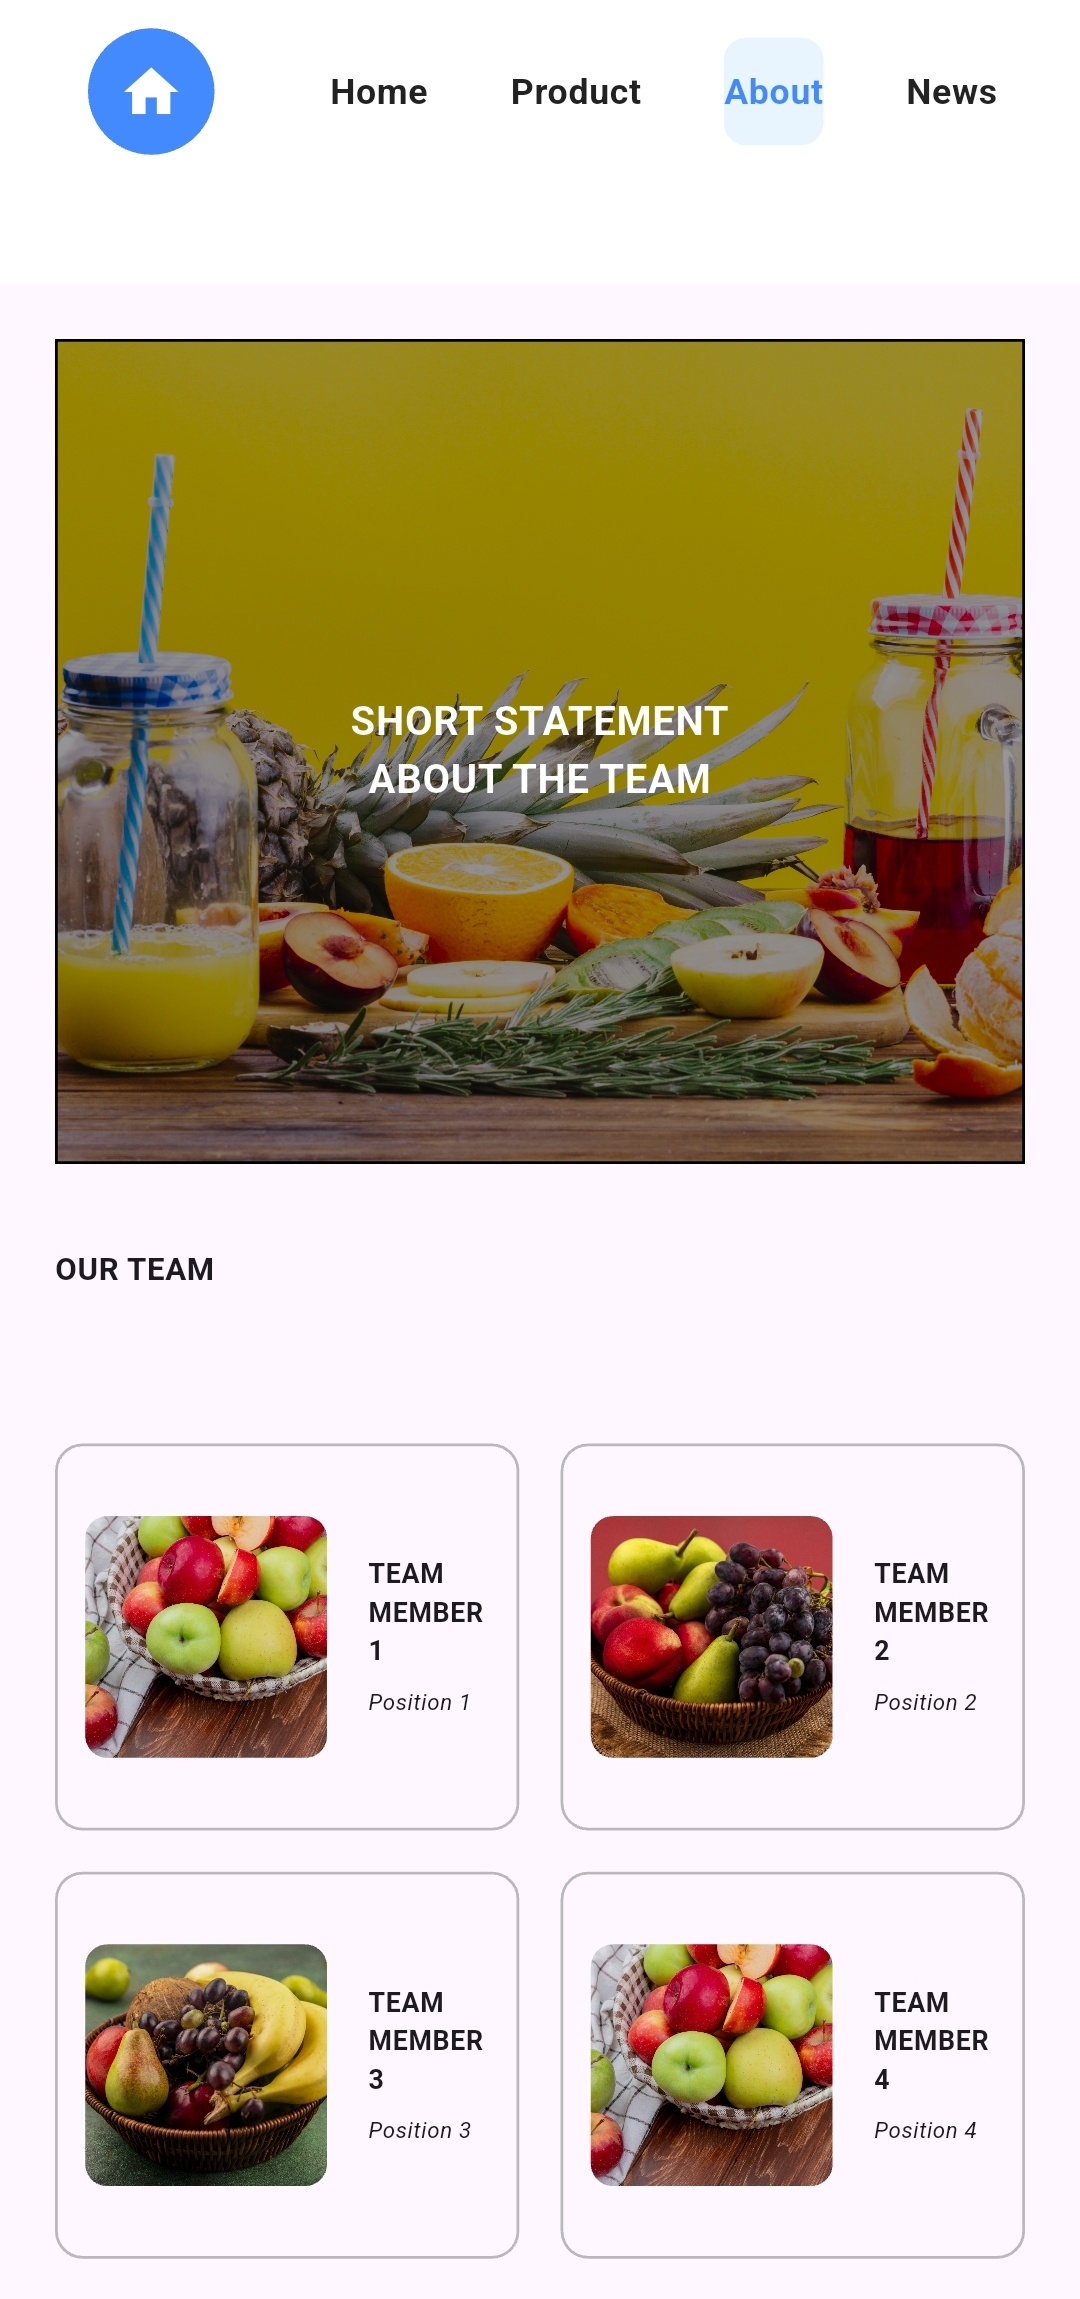 Home Product About News
SHORT STATEMENT
ABOUT THE TEAM
OUR TEAM
TEAM
MEMBER
1
Position 1
TEAM
MEMBER
2
Position 2
TEAM
MEMBER
3
Position 3
TEAM
MEMBER
4
Position 4